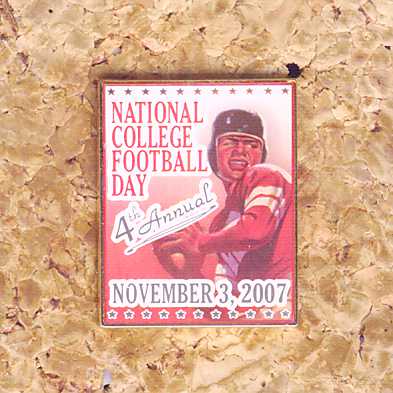 NATIONAL
COLLEGE
FOOTBALL
DAY
4th Annual
NOVEMBER 3, 2007